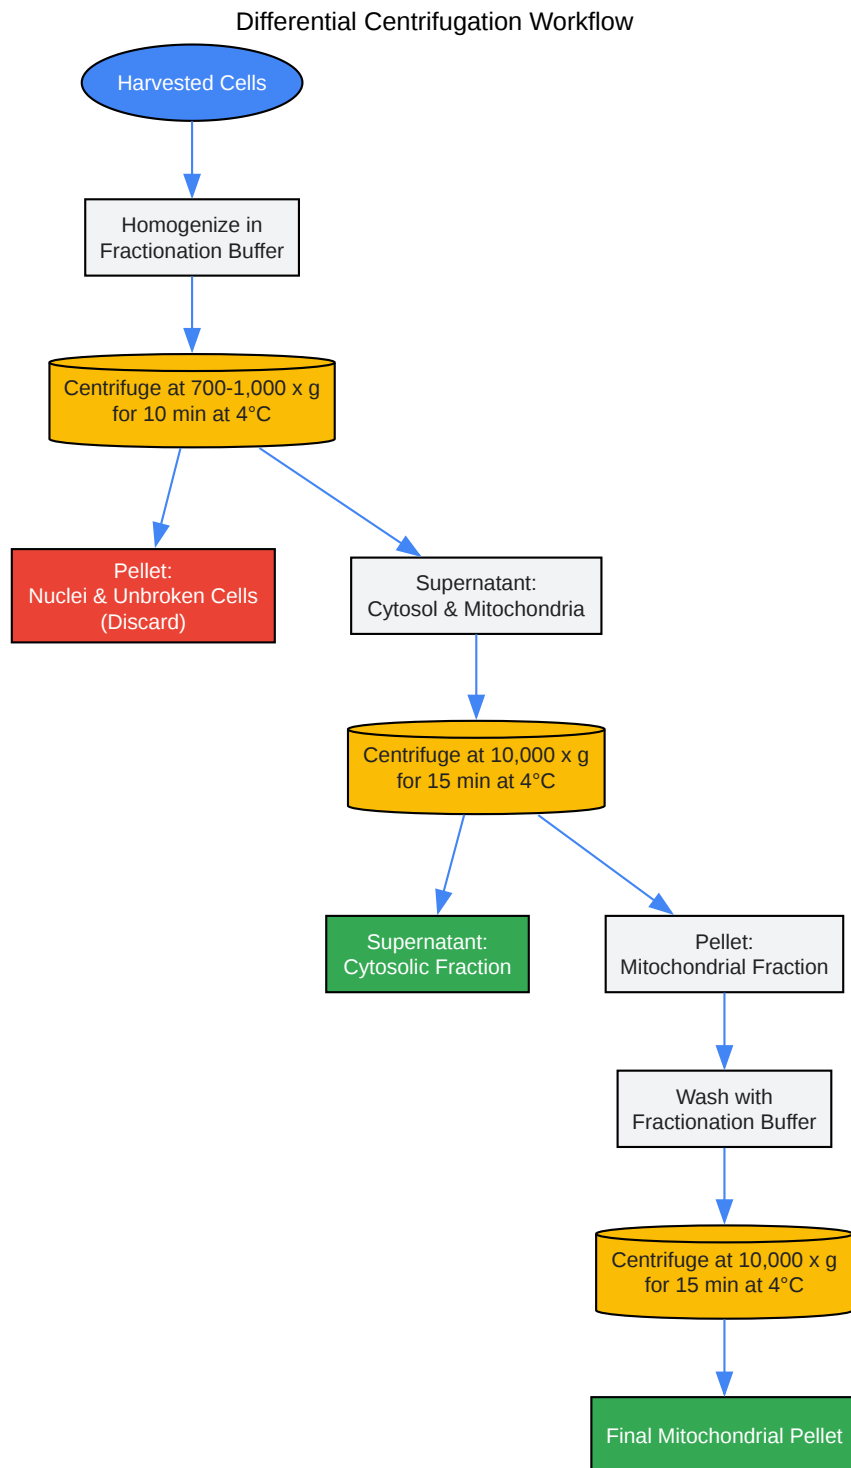 Differential Centrifugation Workflow
Harvested Cells
Homogenize in
Fractionation Buffer
Centrifuge at 700-1,000 x g
for 10 min at 4°C
Pellet:
Nuclei & Unbroken Cells
(Discard)
Supernatant:
Cytosol & Mitochondria
Centrifuge at 10,000 x g
for 15 min at 4°C
Supernatant:
Cytosolic Fraction
Pellet:
Mitochondrial Fraction
Wash with
Fractionation Buffer
Centrifuge at 10,000 x g
for 15 min at 4°C
Final Mitochondrial Pellet